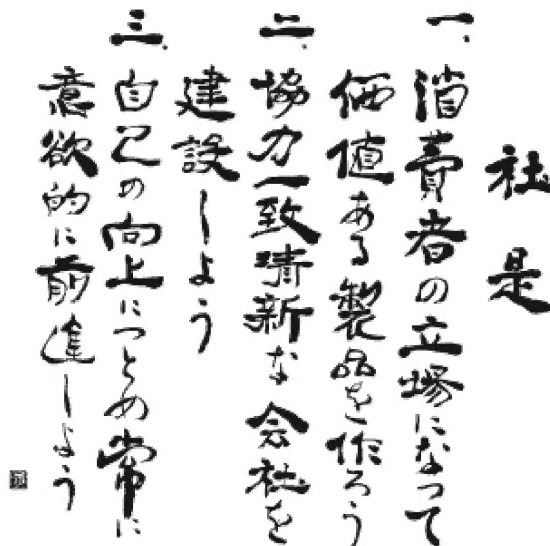 社是
一、消費者の立場になって
価値ある製品を作ろう
二、協力一致清新な会社を
建設しよう
三、自己の向上につとめ常に
意欲的に前進しよう